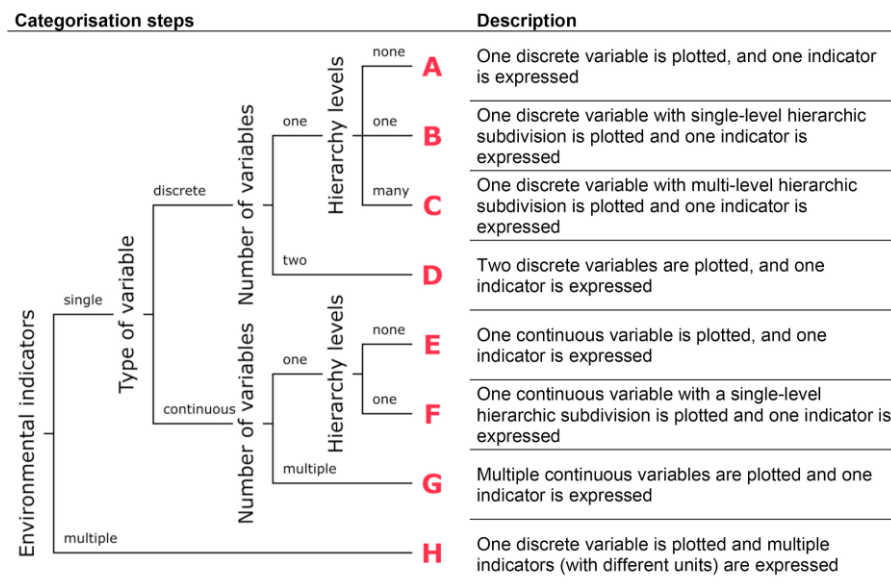 Categorisation steps
Description
Environmental indicators
single
multiple
Type of variable
discrete
continuous
Number of variables
one
two
Number of variables
one
multiple
Hierarchy levels
none
one
many
Hierarchy levels
none
one
A
One discrete variable is plotted, and one indicator
is expressed
B
One discrete variable with single-level hierarchic
subdivision is plotted and one indicator is
expressed
C
One discrete variable with multi-level hierarchic
subdivision is plotted and one indicator is
expressed
D
Two discrete variables are plotted, and one
indicator is expressed
E
One continuous variable is plotted, and one
indicator is expressed
F
One continuous variable with a single-level
hierarchic subdivision is plotted and one indicator is
expressed
G
Multiple continuous variables are plotted and one
indicator is expressed
H
One discrete variable is plotted and multiple
indicators (with different units) are expressed